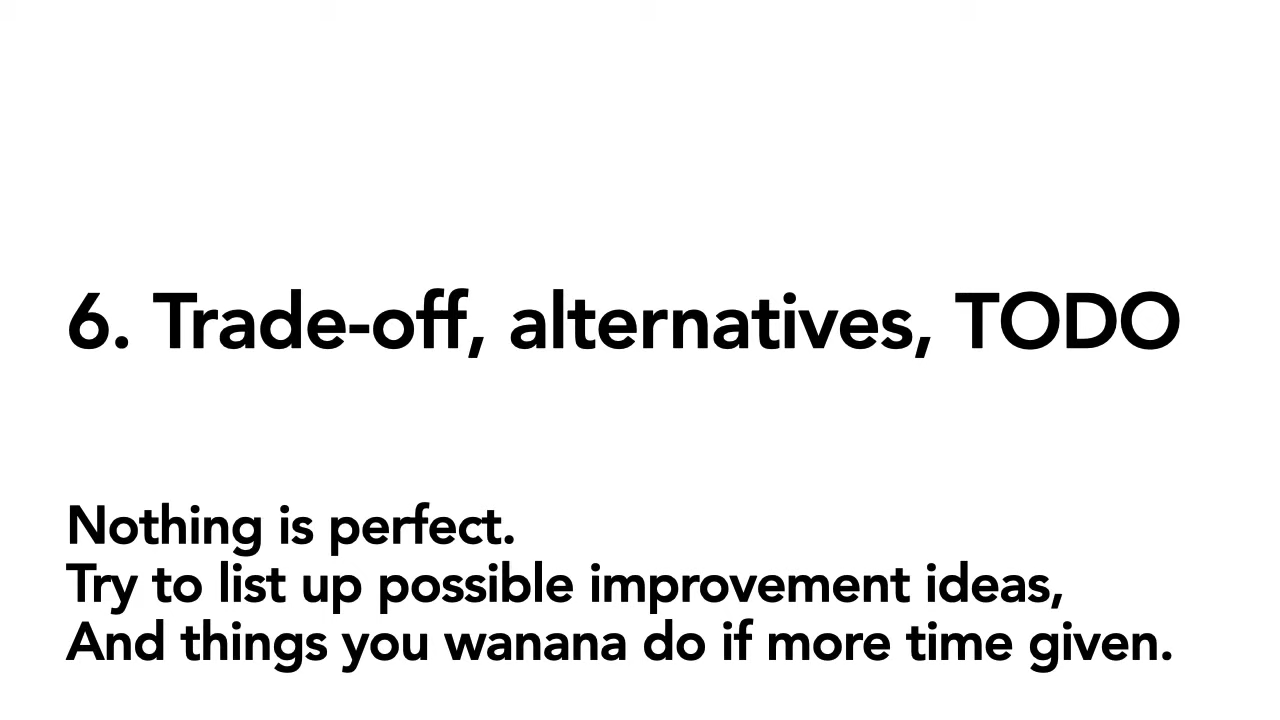 6. Trade-off, alternatives, TODO
Nothing is perfect.
Try to list up possible improvement ideas,
And things you wanana do if more time given.